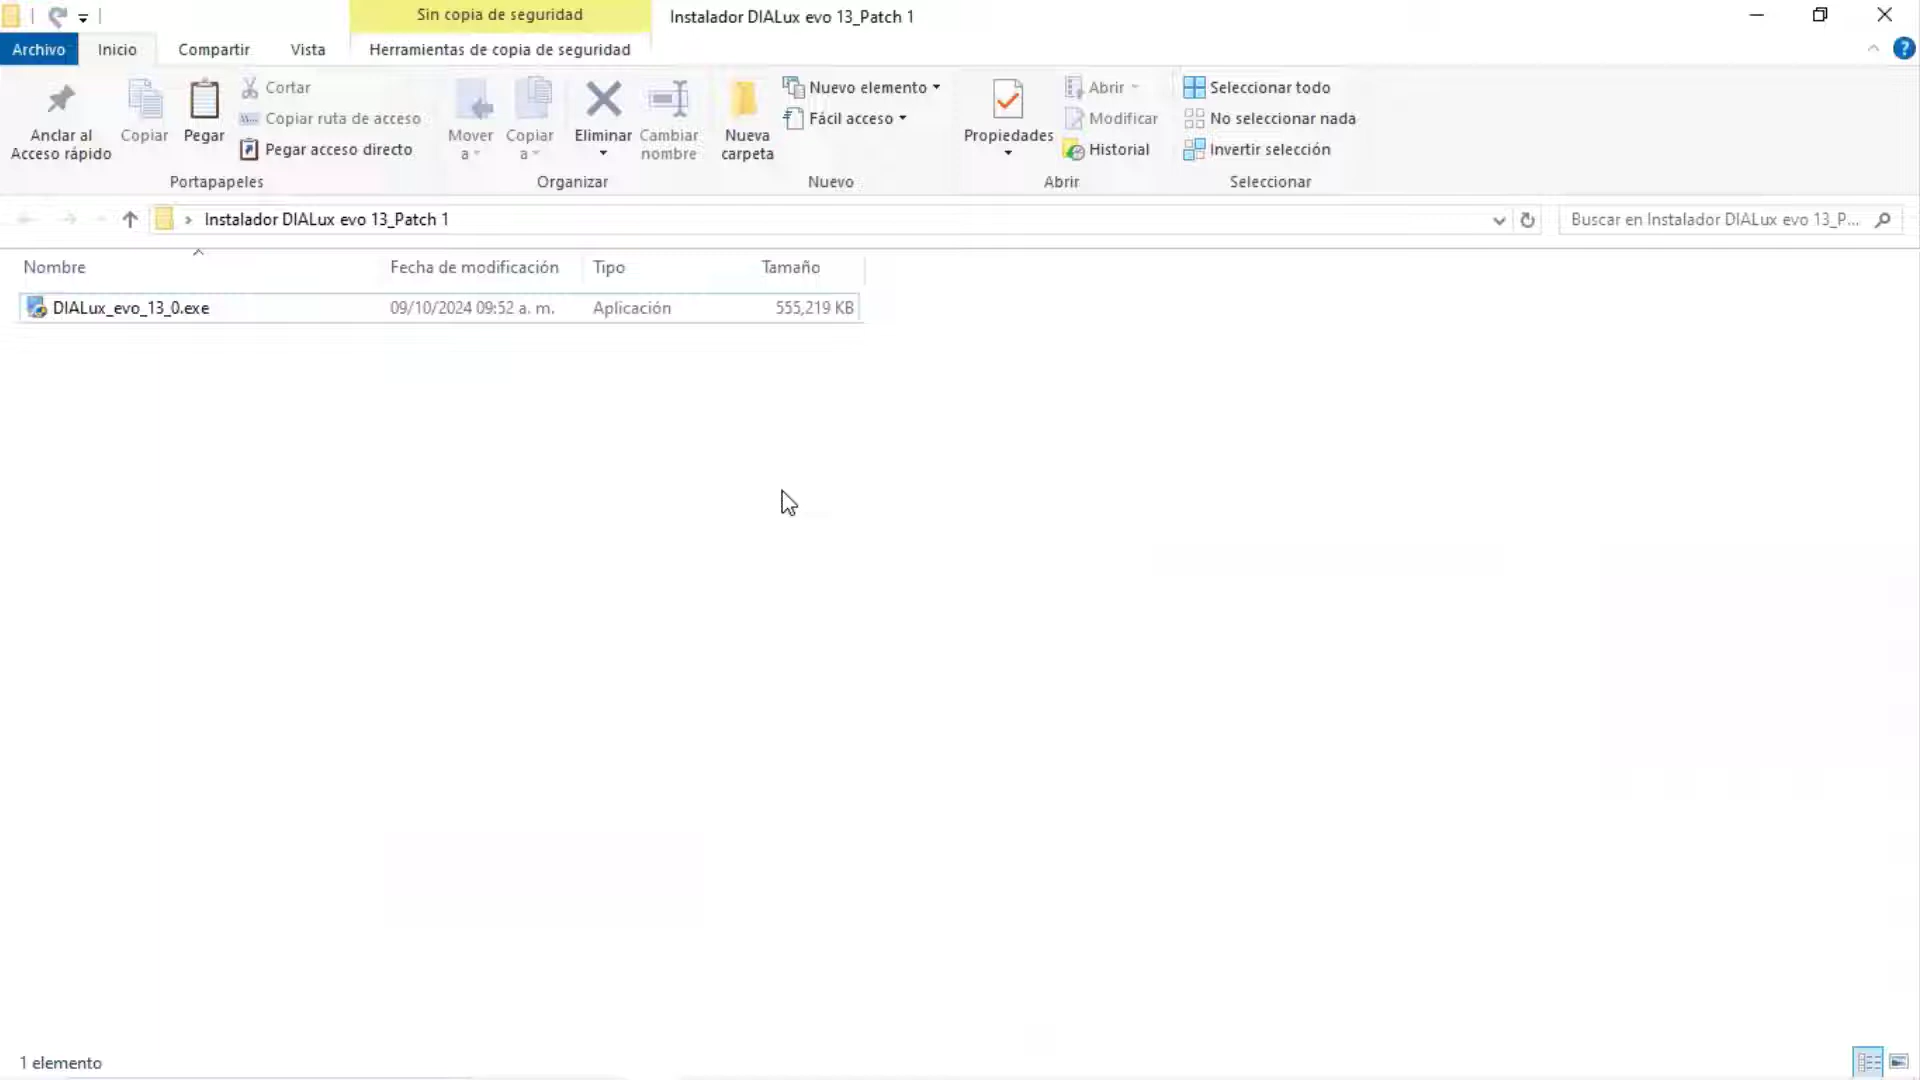 Sin copia de seguridad
Instalador DIALux evo 13_Patch 1
Archivo
Inicio
Compartir
Vista
Herramientas de copia de seguridad
Anclar al
Acceso rápido
Copiar
Pegar
Cortar
Copiar ruta de acceso
Pegar acceso directo
Portapapeles
Mover
a
Copiar
a
Eliminar
Cambiar
nombre
Organizar
Nueva
carpeta
Nuevo elemento
Fácil acceso
Nuevo
Propiedades
Abrir
Modificar
Historial
Abrir
Seleccionar todo
No seleccionar nada
Invertir selección
Seleccionar
Instalador DIALux evo 13_Patch 1
Buscar en Instalador DIALux evo 13_P...
Nombre
Fecha de modificación
Tipo
Tamaño
DIALux_evo_13_0.exe
09/10/2024 09:52 a. m.
Aplicación
555,219 KB
1 elemento